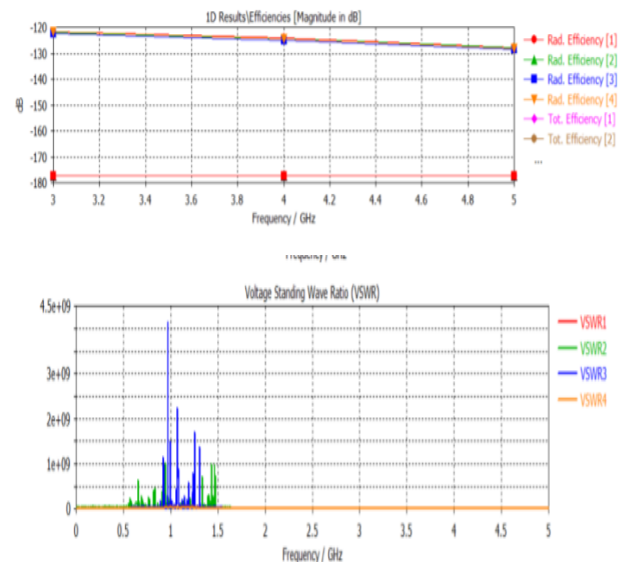 1D Results\Efficiencies [Magnitude in dB]
-120
-130
-140
-150
-160
-170
-180
dB
3 3.2 3.4 3.6 3.8 4 4.2 4.4 4.6 4.8 5
Frequency / GHz
Rad. Efficiency [1]
Rad. Efficiency [2]
Rad. Efficiency [3]
Rad. Efficiency [4]
Tot. Efficiency [1]
Tot. Efficiency [2]
...
Voltage Standing Wave Ratio (VSWR)
4.5e+09
3e+09
2e+09
1e+09
0
0 0.5 1 1.5 2 2.5 3 3.5 4 4.5 5
Frequency / GHz
VSWR1
VSWR2
VSWR3
VSWR4